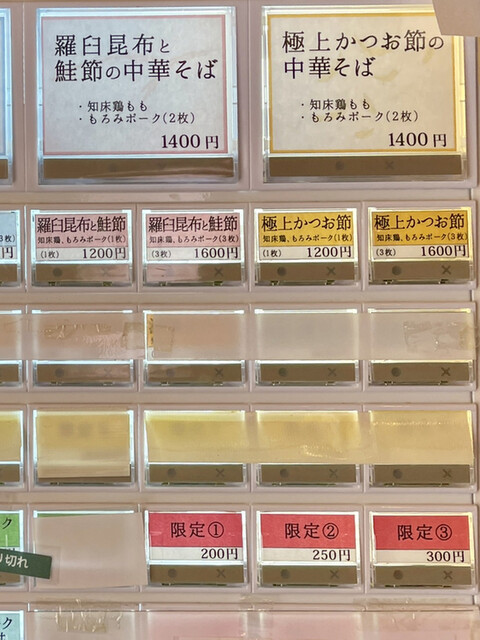 羅臼昆布と
鮭節の中華そば
・知床鶏もも
・もろみポーク(2枚)
1400円
極上かつお節の
中華そば
・知床鶏もも
・もろみポーク(2枚)
1400円
枚)
円
羅臼昆布と鮭節
知床鶏、もろみポーク(1枚)
(1枚) 1200円
羅臼昆布と鮭節
知床鶏、もろみポーク(3枚)
(3枚) 1600円
極上かつお節
知床鶏、もろみポーク(1枚)
(1枚) 1200円
極上かつお節
知床鶏、もろみポーク(3枚)
(3枚) 1600円
ク
切れ
限定①
200円
限定②
250円
限定③
300円
ク